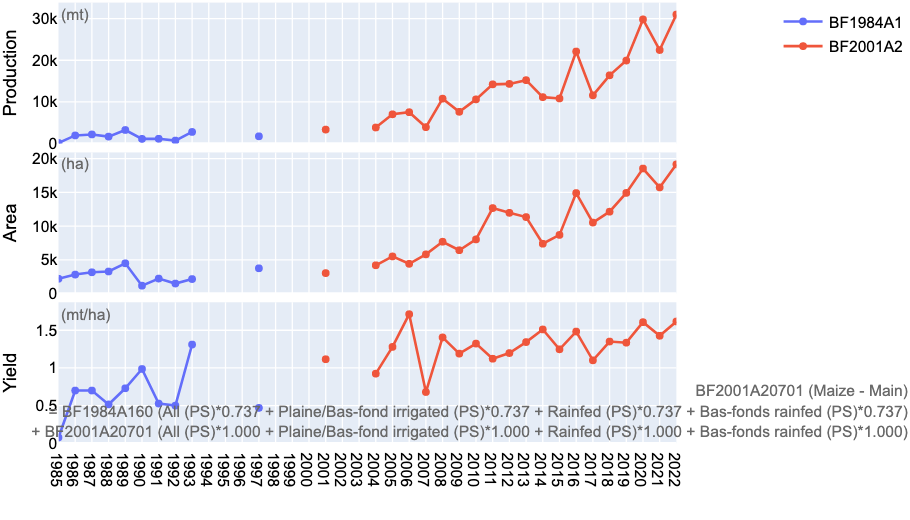 (mt)
30k
20k
10k
0
Production
BF1984A1
BF2001A2
(ha)
20k
15k
10k
5k
0
Area
(mt/ha)
1.5
1
0.5
0
Yield
BF2001A20701 (Maize - Main)
= BF1984A160 (All (PS)*0.737 + Plaine/Bas-fond irrigated (PS)*0.737 + Rainfed (PS)*0.737 + Bas-fonds rainfed (PS)*0.737)
+ BF2001A20701 (All (PS)*1.000 + Plaine/Bas-fond irrigated (PS)*1.000 + Rainfed (PS)*1.000 + Bas-fonds rainfed (PS)*1.000)
1985 1986 1987 1988 1989 1990 1991 1992 1993 1994 1995 1996 1997 1998 1999 2000 2001 2002 2003 2004 2005 2006 2007 2008 2009 2010 2011 2012 2013 2014 2015 2016 2017 2018 2019 2020 2021 2022